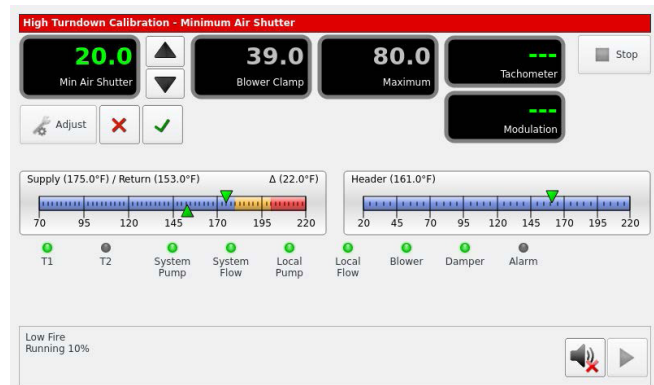 High Turndown Calibration - Minimum Air Shutter
20.0
Min Air Shutter
39.0
Blower Clamp
80.0
Maximum
---
Tachometer
Stop
Adjust
---
Modulation
Supply (175.0°F) / Return (153.0°F) Δ (22.0°F)
70 95 120 145 170 195 220
Header (161.0°F)
20 45 70 95 120 145 170 195 220
T1
T2
System
Pump
System
Flow
Local
Pump
Local
Flow
Blower
Damper
Alarm
Low Fire
Running 10%